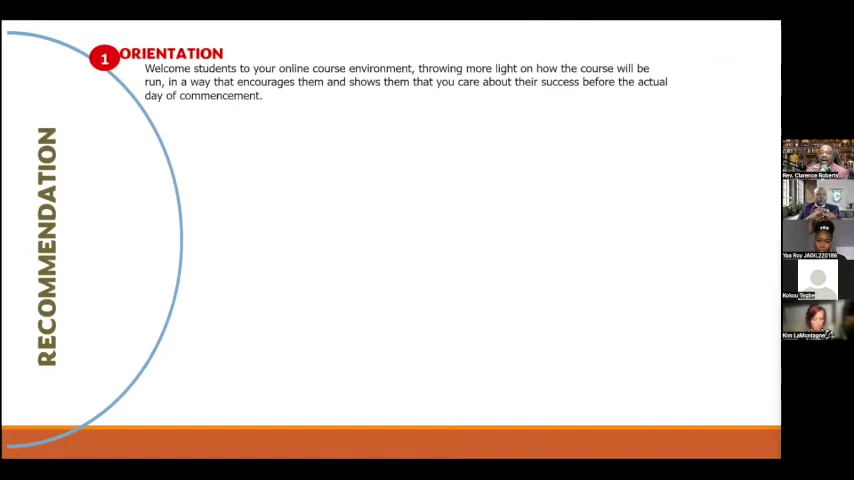 1
ORIENTATION
Welcome students to your online course environment, throwing more light on how the course will be
run, in a way that encourages them and shows them that you care about their success before the actual
day of commencement.
RECOMMENDATION
Rev. Clarence Roberts
Yaa Roy JAGIL220186
Kokou Tegbe
Kim LaMontagne